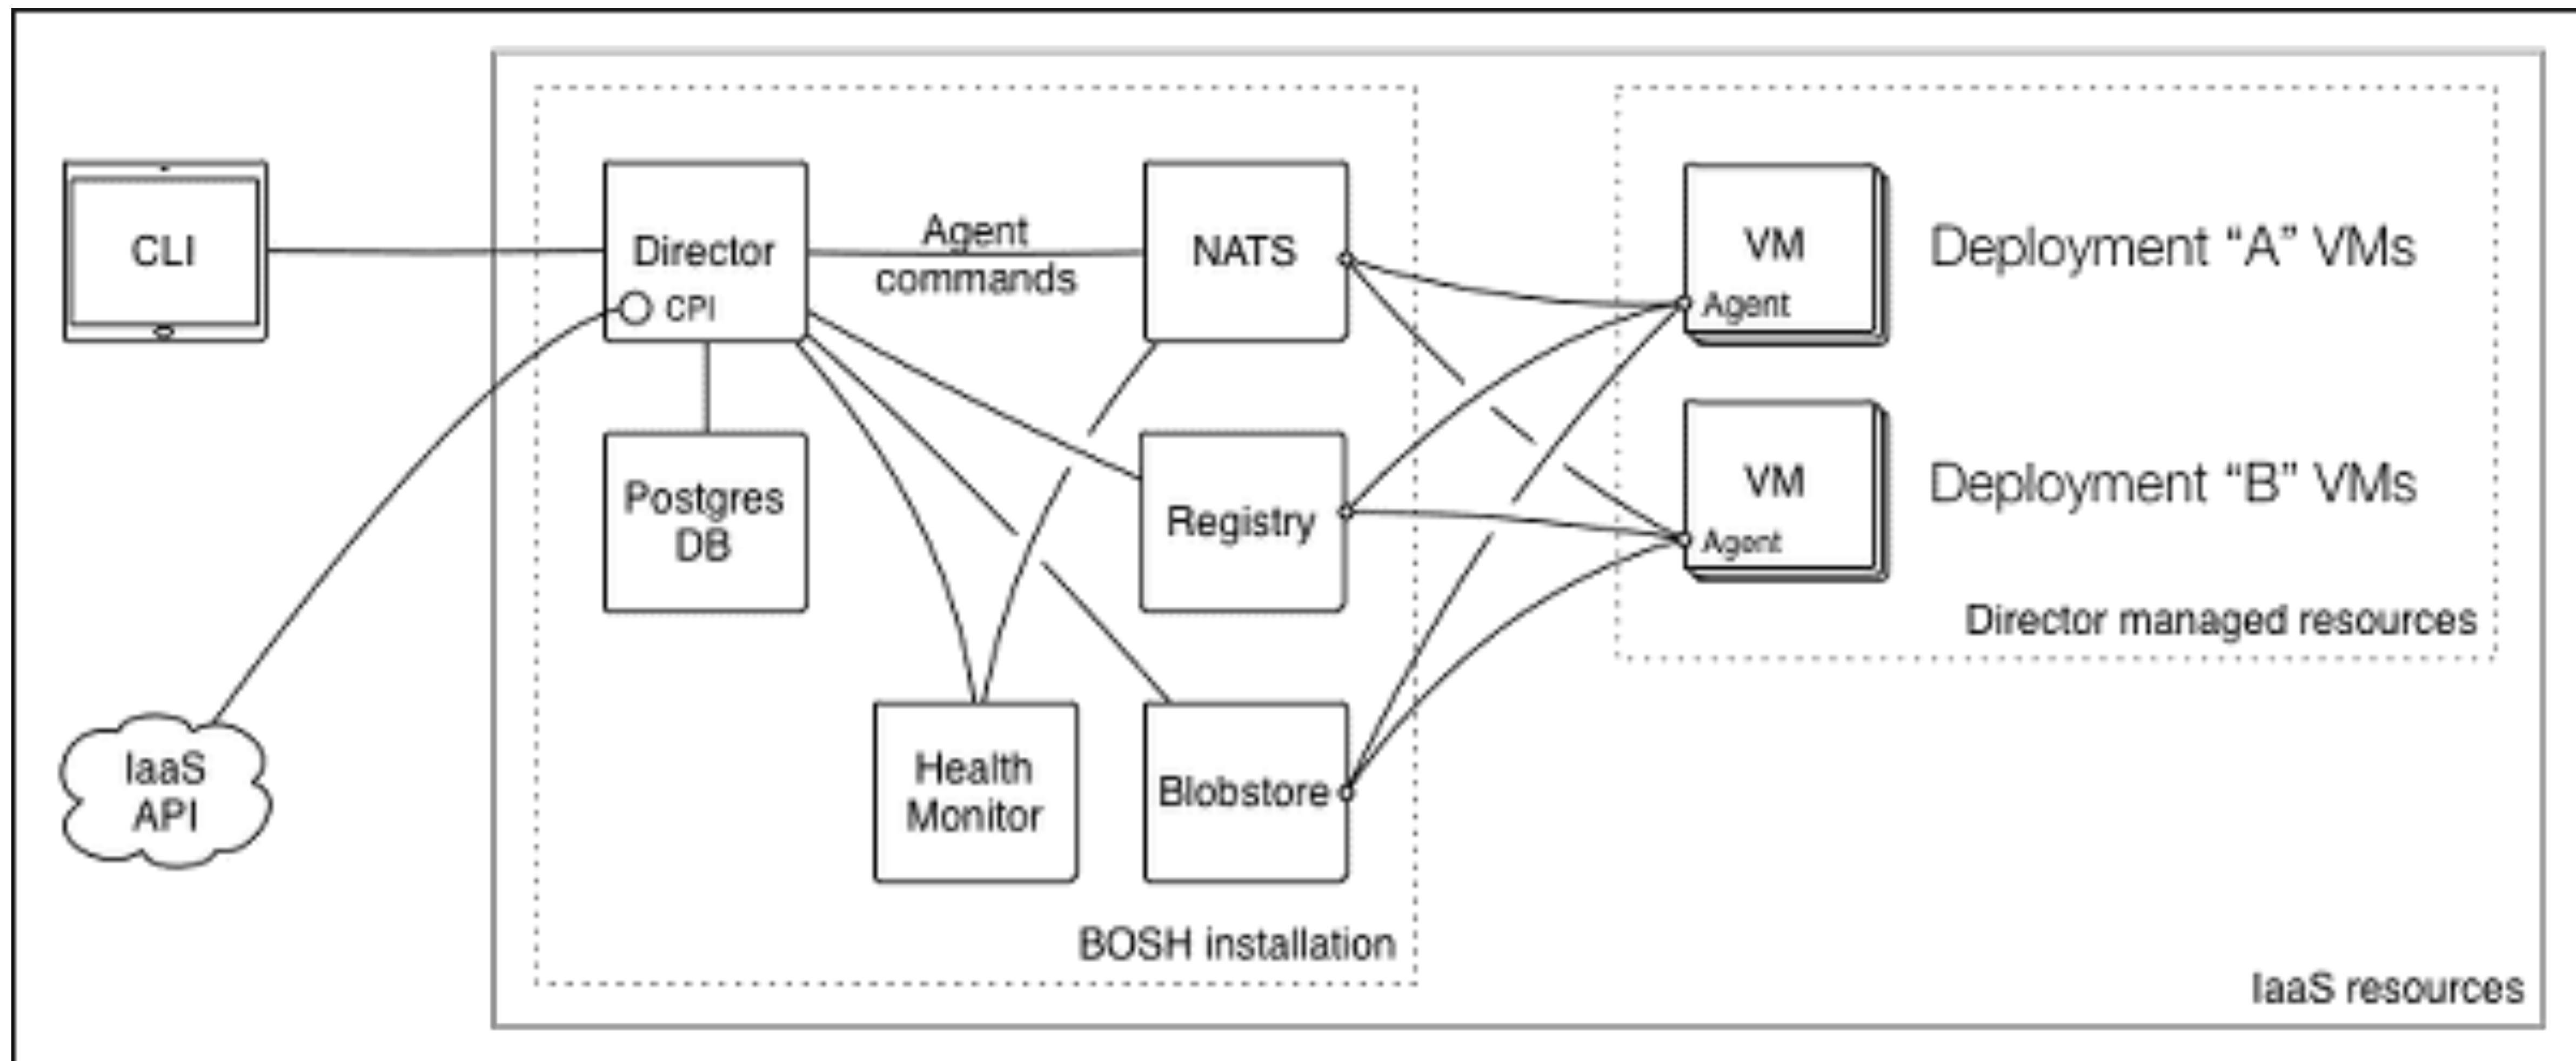 CLI
Director
CPI
Agent
commands
NATS
VM
Agent
Deployment “A” VMs
Postgres
DB
Registry
VM
Agent
Deployment “B” VMs
Director managed resources
IaaS
API
Health
Monitor
Blobstore
BOSH installation
IaaS resources